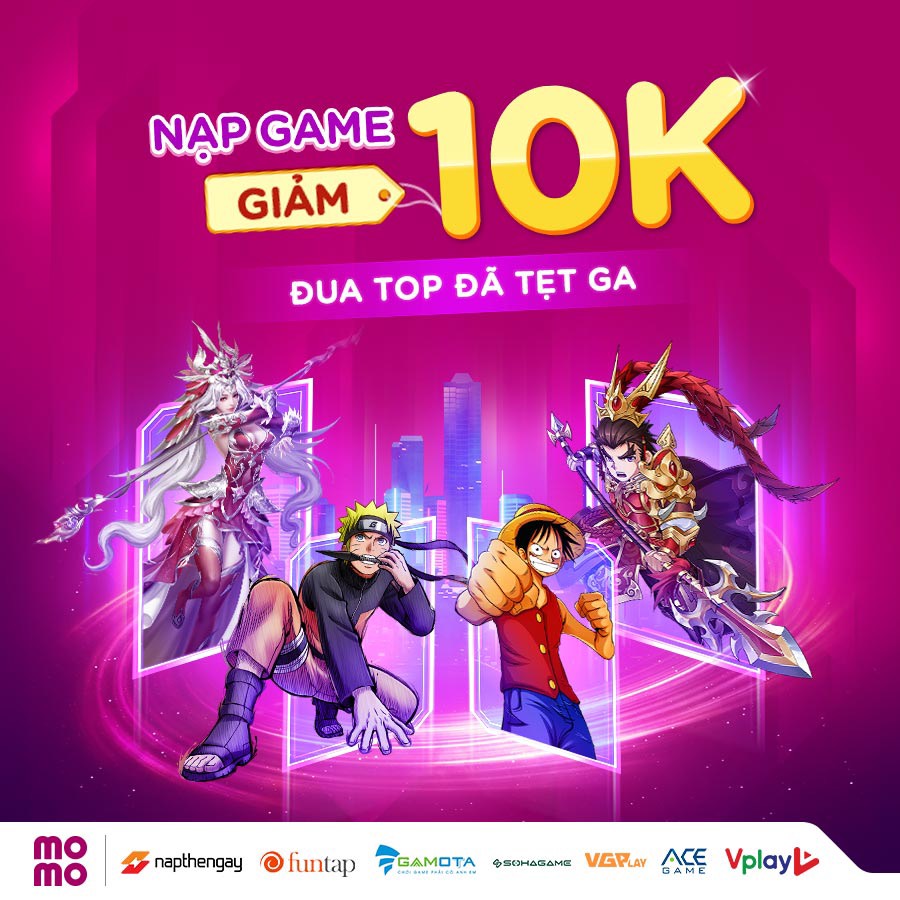 NẠP GAME
GIẢM
10K
ĐUA TOP ĐÃ TẸT GA
mo
mo
napthengay
funtap
GAMOTA
CHƠI GAME PHẢI CÓ ANH EM
SOHAGAME
VGPLAY
ACE
GAME
Vplay